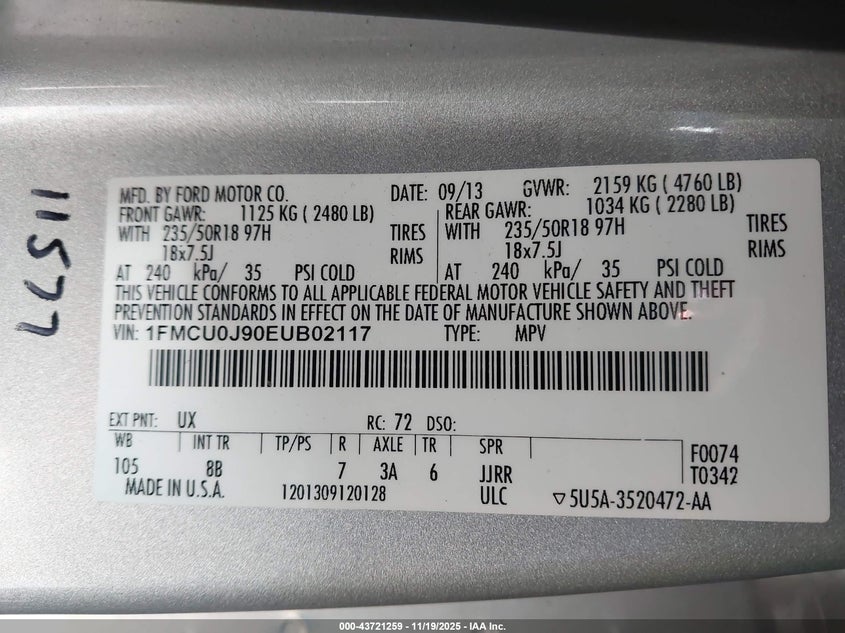 11577
MFD. BY FORD MOTOR CO. DATE: 09/13 GVWR: 2159 KG ( 4760 LB)
FRONT GAWR: 1125 KG ( 2480 LB) REAR GAWR: 1034 KG ( 2280 LB)
WITH 235/50R18 97H TIRES WITH 235/50R18 97H TIRES
18x7.5J RIMS 18x7.5J RIMS
AT 240 kPa/ 35 PSI COLD AT 240 kPa/ 35 PSI COLD
THIS VEHICLE CONFORMS TO ALL APPLICABLE FEDERAL MOTOR VEHICLE SAFETY AND THEFT
PREVENTION STANDARDS IN EFFECT ON THE DATE OF MANUFACTURE SHOWN ABOVE.
VIN: 1FMCU0J90EUB02117 TYPE: MPV
EXT PNT: UX RC: 72 DSO:
WB INT TR TP/PS R AXLE TR SPR F0074
105 8B 7 3A 6 JJRR T0342
MADE IN U.S.A. 1201309120128 ULC ▽5U5A-3520472-AA
000-43721259 - 11/19/2025 - IAA Inc.